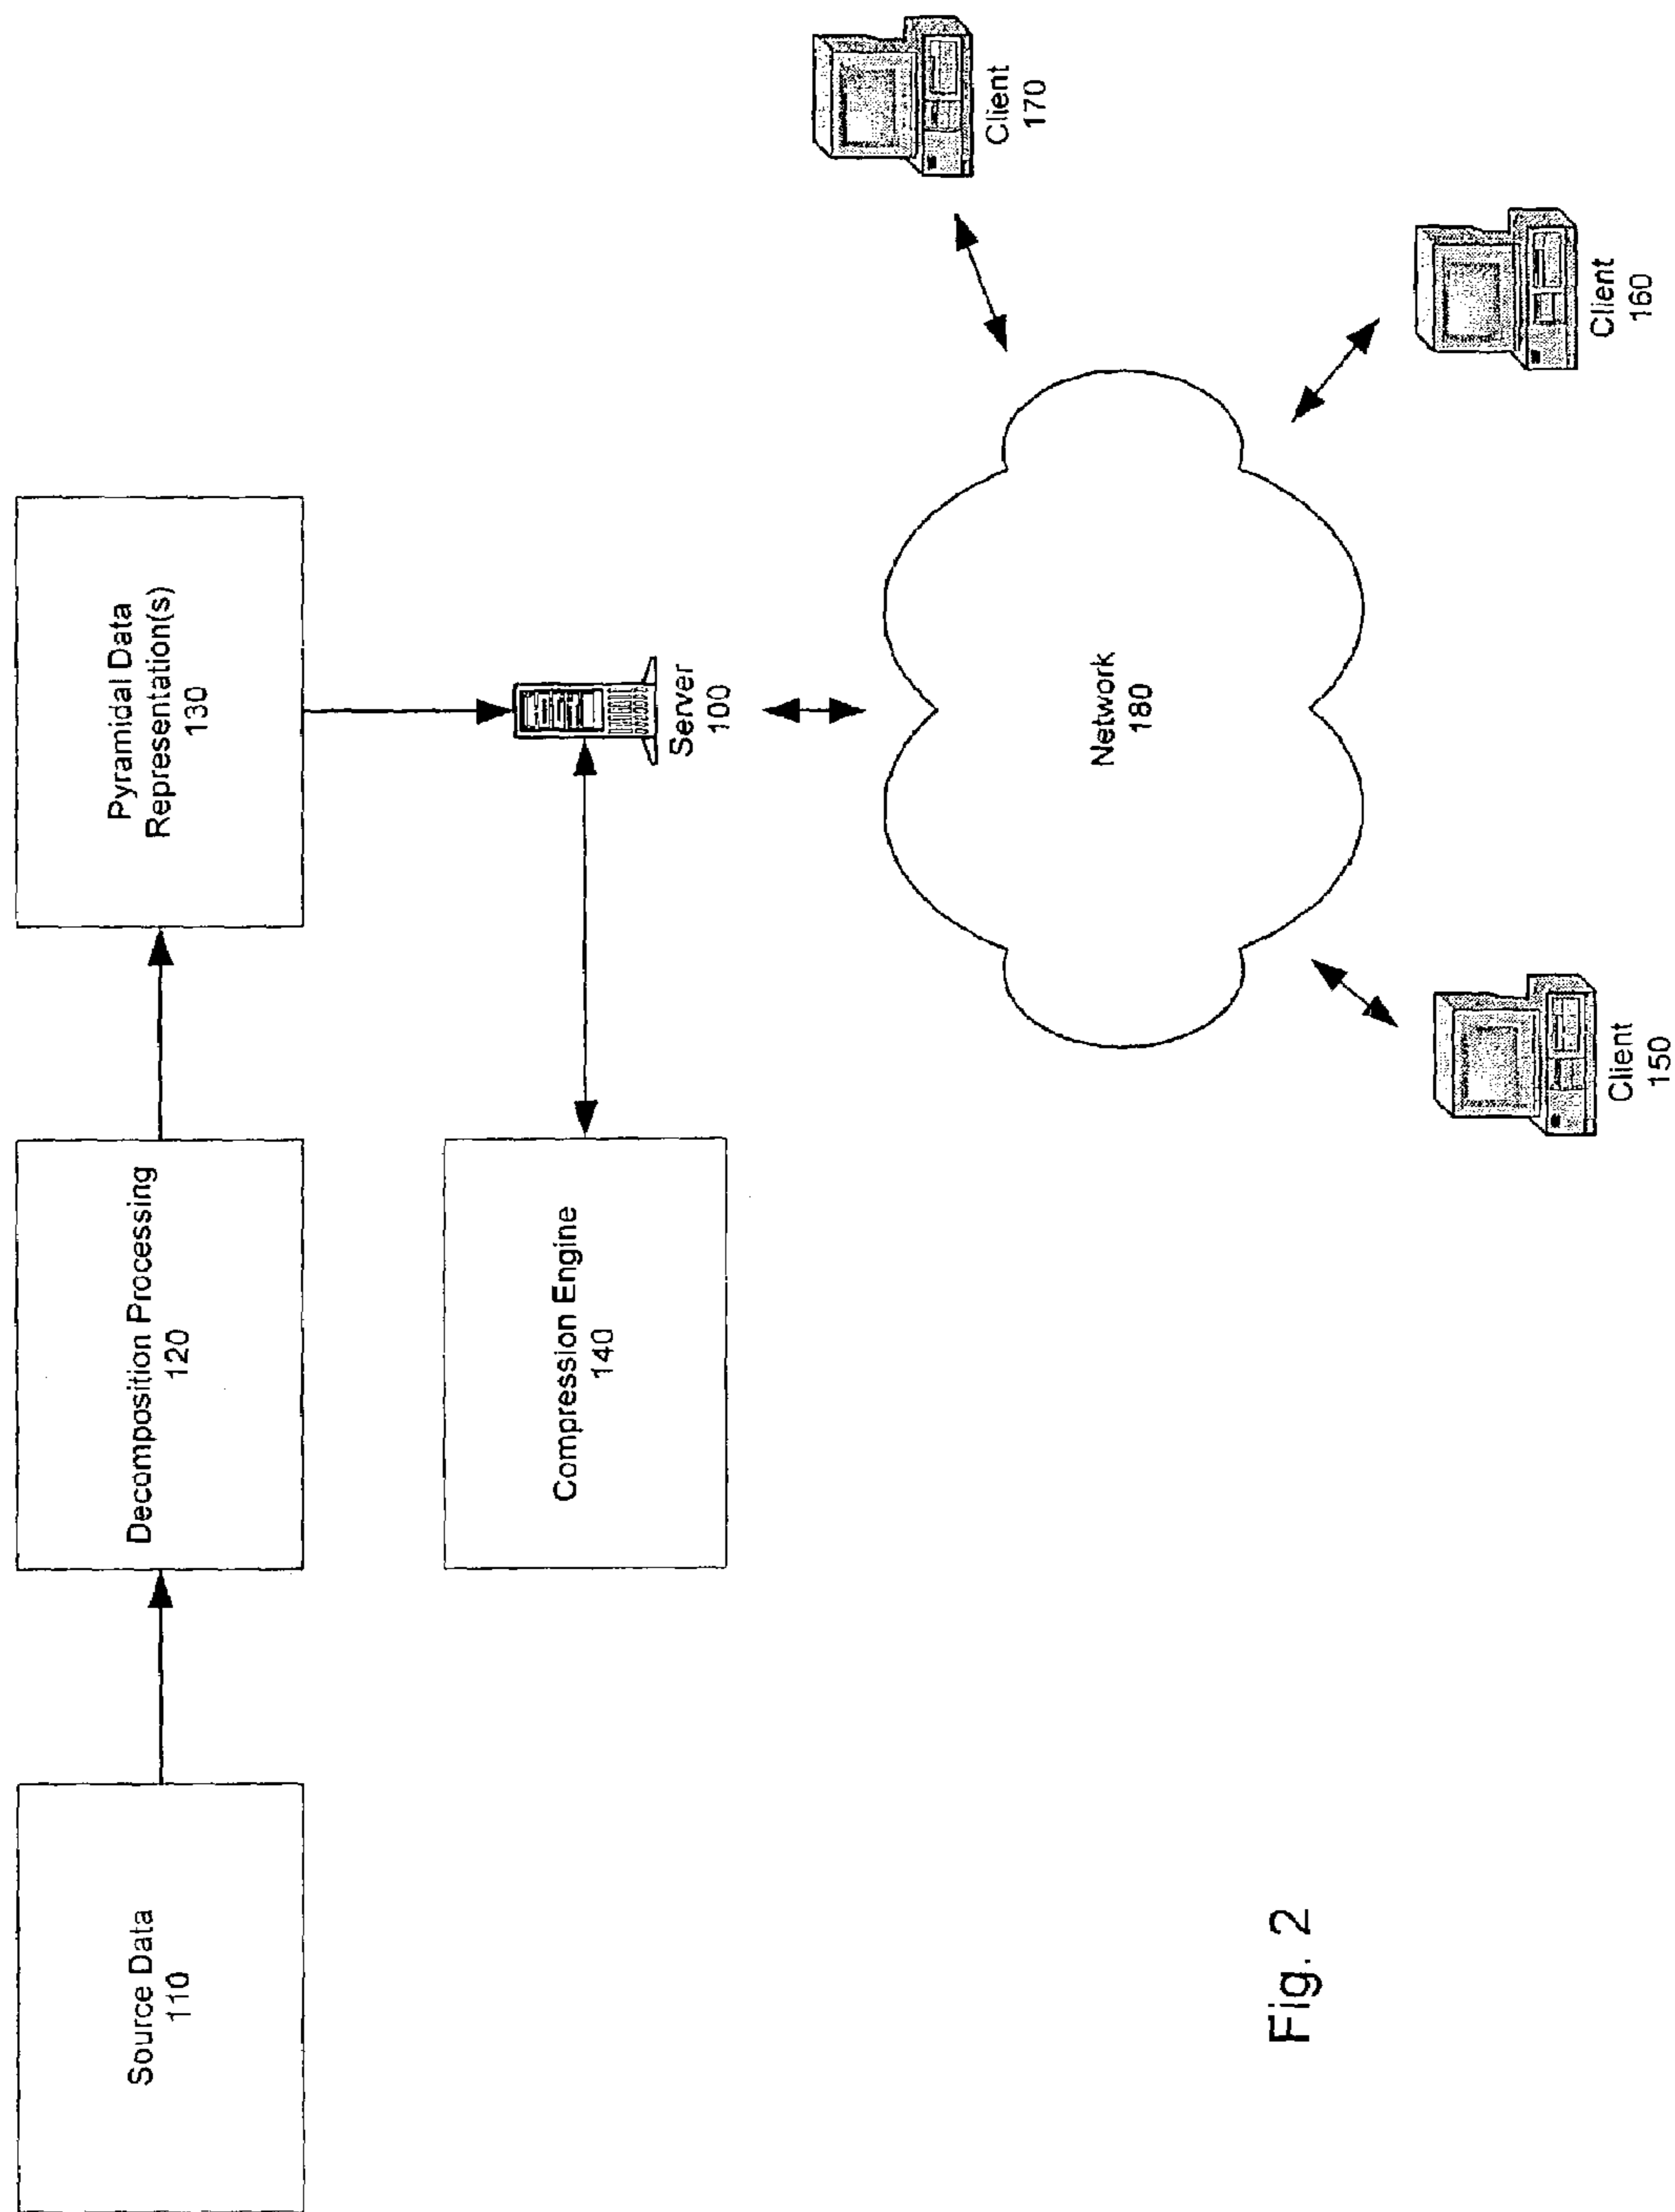 Source Data
110
Decomposition Processing
120
Pyramidal Data
Representation(s)
130
Compression Engine
140
Server
100
Network
180
Client
170
Client
150
Client
160
Fig. 2